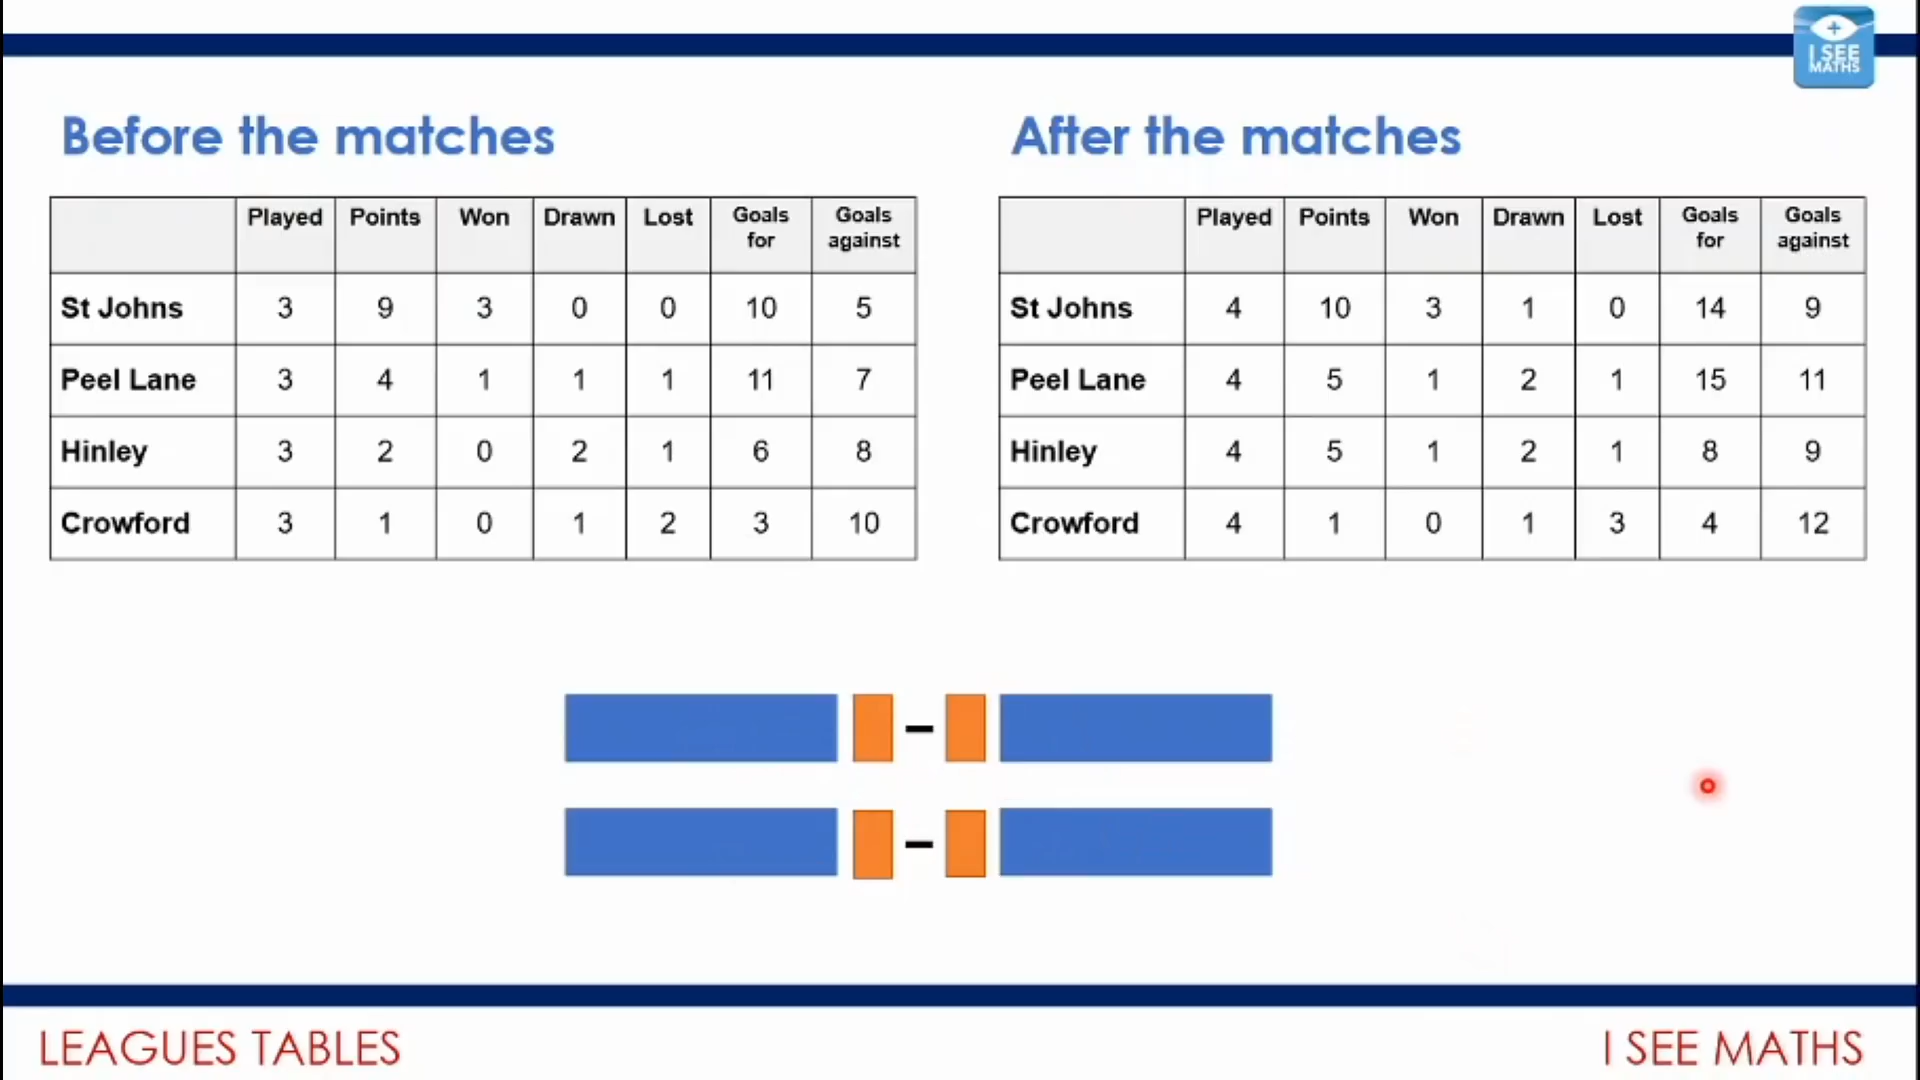 I SEE
MATHS
Before the matches
Played Points Won Drawn Lost Goals for Goals against
St Johns 3 9 3 0 0 10 5
Peel Lane 3 4 1 1 1 11 7
Hinley 3 2 0 2 1 6 8
Crowford 3 1 0 1 2 3 10
After the matches
Played Points Won Drawn Lost Goals for Goals against
St Johns 4 10 3 1 0 14 9
Peel Lane 4 5 1 2 1 15 11
Hinley 4 5 1 2 1 8 9
Crowford 4 1 0 1 3 4 12
–
–
LEAGUES TABLES
I SEE MATHS